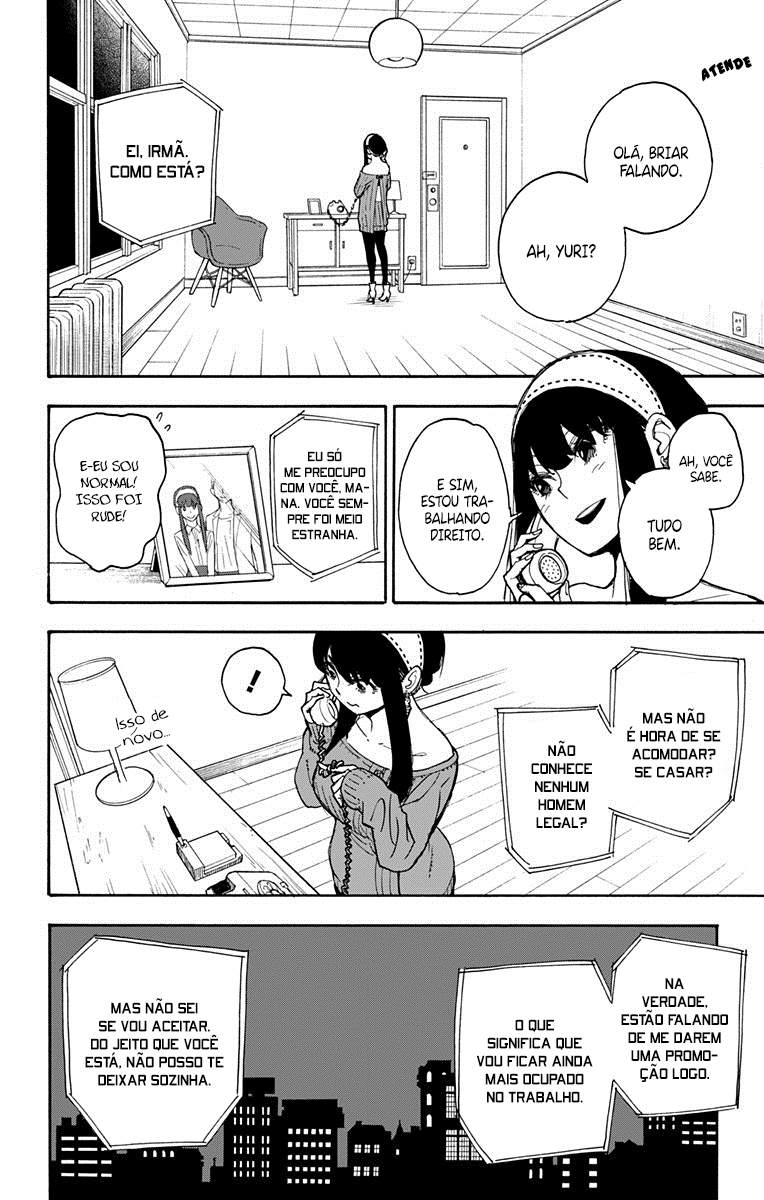 ATENDE
OLÁ, BRIAR
FALANDO.
AH, YURI?
EI, IRMÃ.
COMO ESTÁ?
AH, VOCÊ
SABE.
TUDO
BEM.
E SIM,
ESTOU TRA-
BALHANDO
DIREITO.
EU SÓ
ME PREOCUPO
COM VOCÊ, MA-
NA. VOCÊ SEM-
PRE FOI MEIO
ESTRANHA.
E-EU SOU
NORMAL!
ISSO FOI
RUDE!
MAS NÃO
É HORA DE SE
ACOMODAR?
SE CASAR?
NÃO
CONHECE
NENHUM
HOMEM
LEGAL?
!
Isso de
novo...
NA
VERDADE,
ESTÃO FALANDO
DE ME DAREM
UMA PROMO-
ÇÃO LOGO.
O QUE
SIGNIFICA QUE
VOU FICAR AINDA
MAIS OCUPADO
NO TRABALHO.
MAS NÃO SEI
SE VOU ACEITAR.
DO JEITO QUE VOCÊ
ESTÁ, NÃO POSSO TE
DEIXAR SOZINHA.